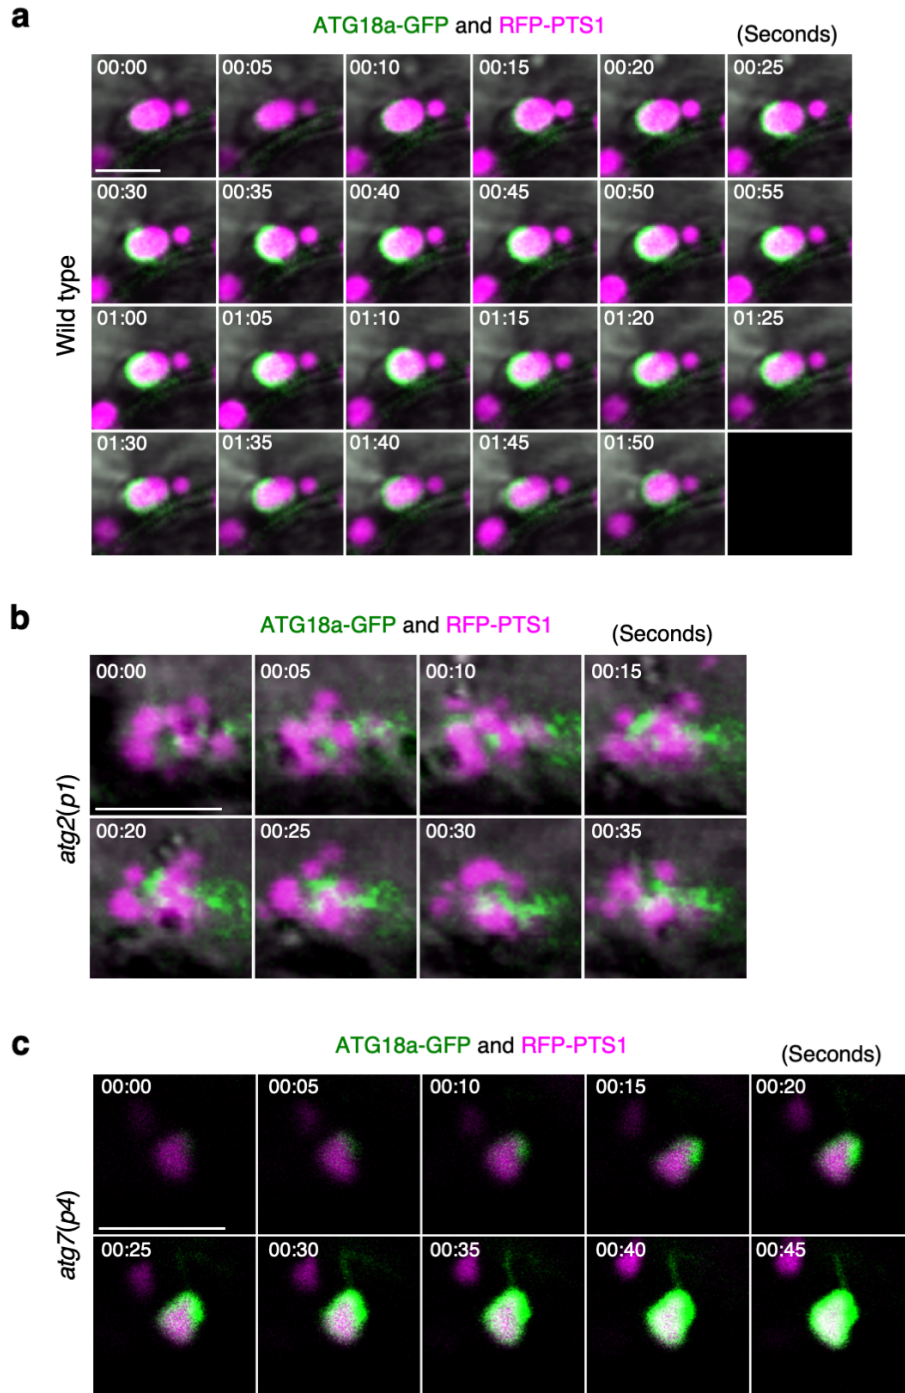 a
ATG18a-GFP and RFP-PTS1
(Seconds)
Wild type
00:00 00:05 00:10 00:15 00:20 00:25
00:30 00:35 00:40 00:45 00:50 00:55
01:00 01:05 01:10 01:15 01:20 01:25
01:30 01:35 01:40 01:45 01:50
b
ATG18a-GFP and RFP-PTS1
(Seconds)
atg2(p1)
00:00 00:05 00:10 00:15
00:20 00:25 00:30 00:35
c
ATG18a-GFP and RFP-PTS1
(Seconds)
atg7(p4)
00:00 00:05 00:10 00:15 00:20
00:25 00:30 00:35 00:40 00:45